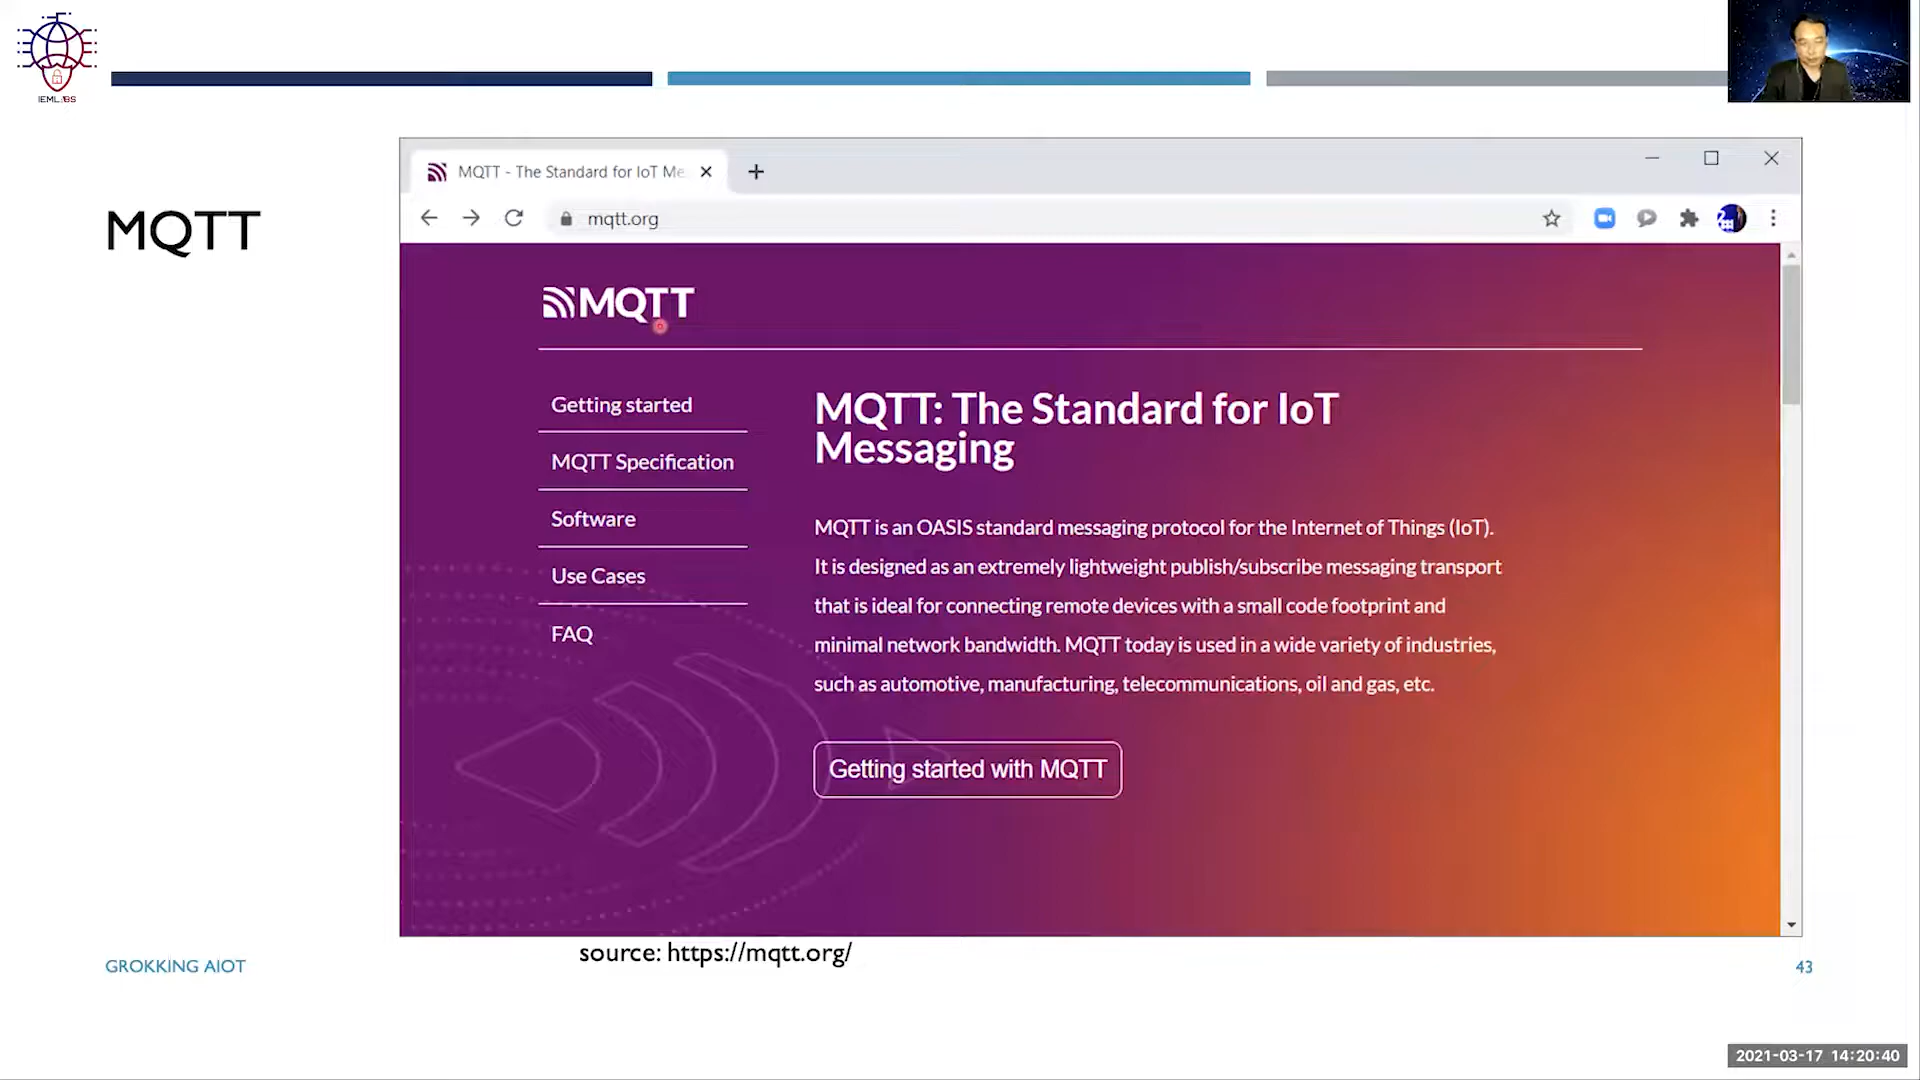 IEMLABS
MQTT
MQTT - The Standard for IoT Me
mqtt.org
MQTT
Getting started
MQTT Specification
Software
Use Cases
FAQ
MQTT: The Standard for IoT
Messaging
MQTT is an OASIS standard messaging protocol for the Internet of Things (IoT).
It is designed as an extremely lightweight publish/subscribe messaging transport
that is ideal for connecting remote devices with a small code footprint and
minimal network bandwidth. MQTT today is used in a wide variety of industries,
such as automotive, manufacturing, telecommunications, oil and gas, etc.
Getting started with MQTT
source: https://mqtt.org/
GROKKING AIOT
43
2021-03-17 14:20:40